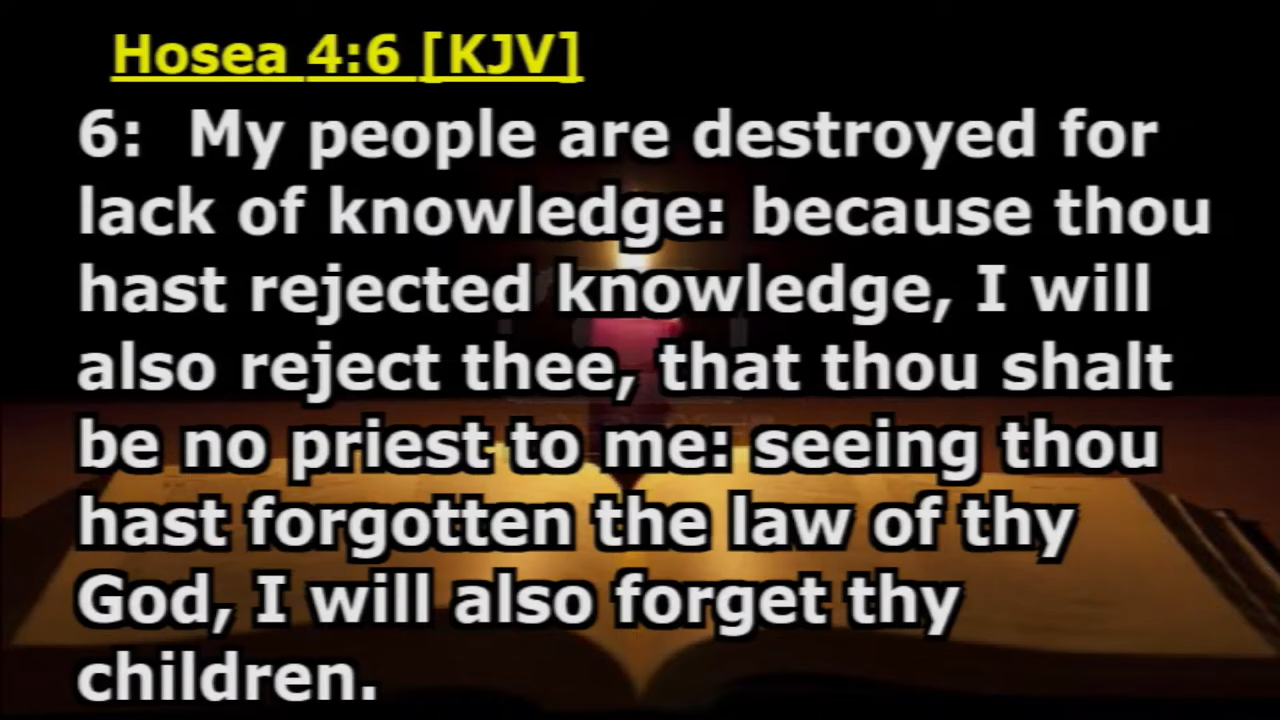 Hosea 4:6 [KJV]
6: My people are destroyed for
lack of knowledge: because thou
hast rejected knowledge, I will
also reject thee, that thou shalt
be no priest to me: seeing thou
hast forgotten the law of thy
God, I will also forget thy
children.